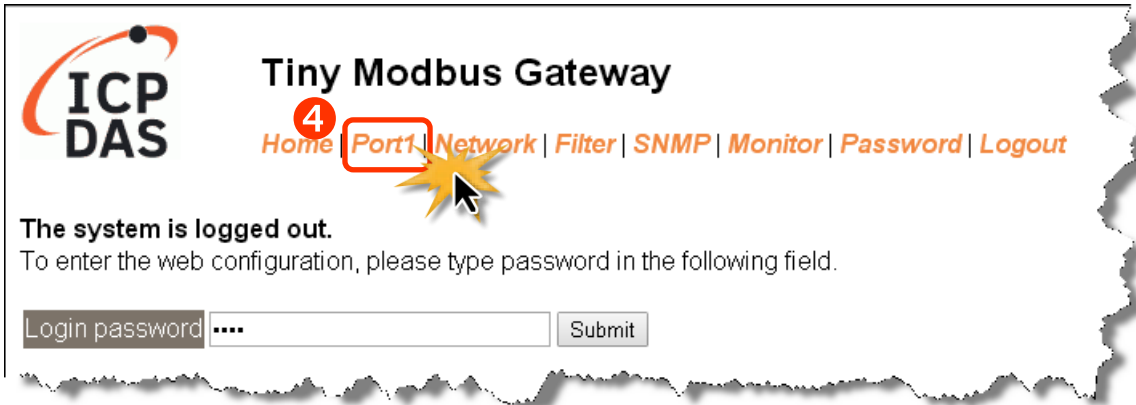 ICP
DAS
Tiny Modbus Gateway
4
Home | Port1 | Network | Filter | SNMP | Monitor | Password | Logout
The system is logged out.
To enter the web configuration, please type password in the following field.
Login password •••• Submit